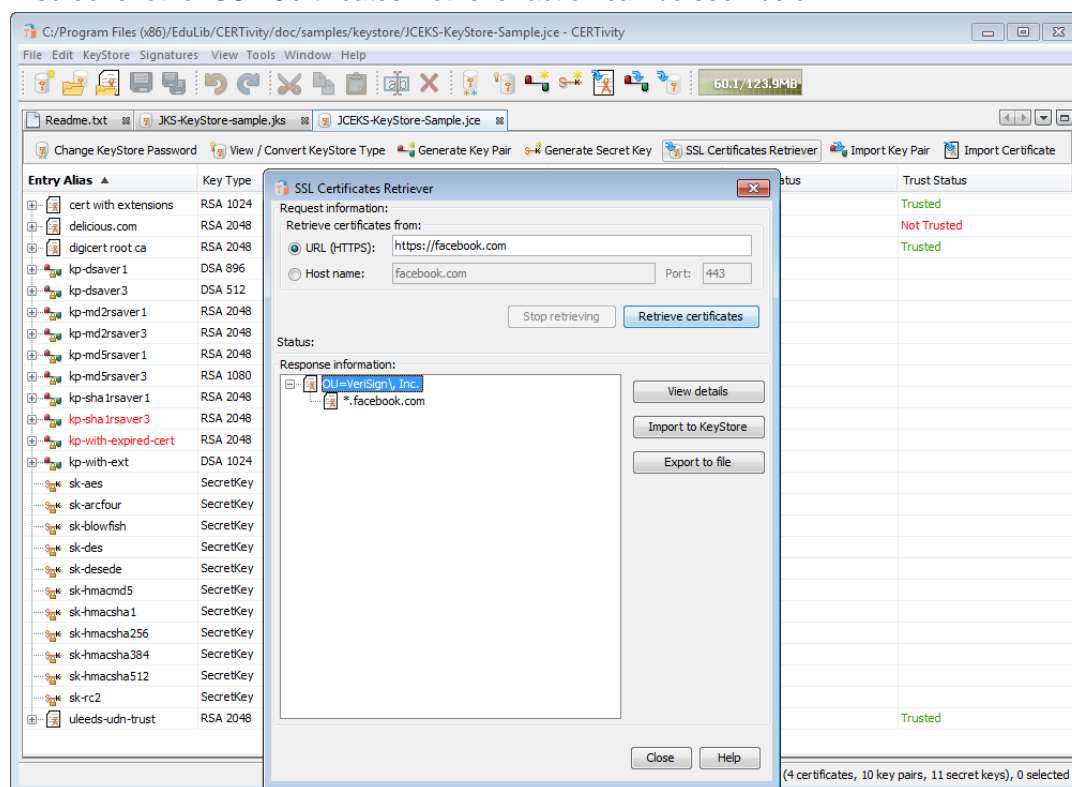 C:/Program Files (x86)/EduLib/CERTivity/doc/samples/keystore/JCEKS-KeyStore-Sample.jce - CERTivity
File Edit KeyStore Signatures View Tools Window Help
60.1/123.9MB
Readme.txt JKS-KeyStore-sample.jks JCEKS-KeyStore-Sample.jce
Change KeyStore Password View / Convert KeyStore Type Generate Key Pair Generate Secret Key SSL Certificates Retriever Import Key Pair Import Certificate
Entry Alias Key Type atus Trust Status
cert with extensions RSA 1024 Trusted
delicious.com RSA 2048 Not Trusted
digicert root ca RSA 2048 Trusted
kp-dsaver1 DSA 896
kp-dsaver3 DSA 512
kp-md2rsaver1 RSA 2048
kp-md2rsaver3 RSA 2048
kp-md5rsaver1 RSA 2048
kp-md5rsaver3 RSA 1080
kp-sha1rsaver1 RSA 2048
kp-sha1rsaver3 RSA 2048
kp-with-expired-cert RSA 2048
kp-with-ext DSA 1024
sk-aes SecretKey
sk-arcfour SecretKey
sk-blowfish SecretKey
sk-des SecretKey
sk-desede SecretKey
sk-hmacmd5 SecretKey
sk-hmacsha1 SecretKey
sk-hmacsha256 SecretKey
sk-hmacsha384 SecretKey
sk-hmacsha512 SecretKey
sk-rc2 SecretKey
uleeds-udn-trust RSA 2048 Trusted
SSL Certificates Retriever
Request information:
Retrieve certificates from:
URL (HTTPS): https://facebook.com
Host name: facebook.com Port: 443
Stop retrieving Retrieve certificates
Status:
Response information:
OU=VeriSign\, Inc.
*.facebook.com
View details
Import to KeyStore
Export to file
Close Help
(4 certificates, 10 key pairs, 11 secret keys), 0 selected